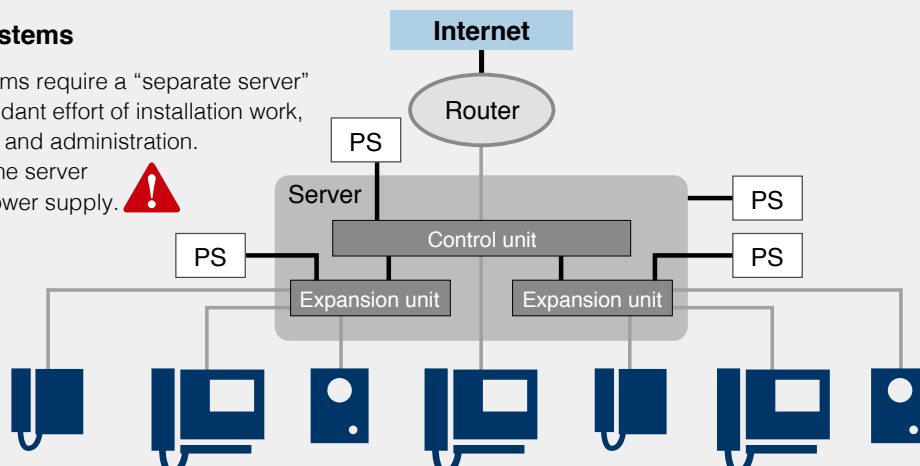 stems
ms require a “separate server”
dant effort of installation work,
and administration.
ne server
ower supply.
Internet
Router
PS
Server
PS
Control unit
PS
PS
Expansion unit
Expansion unit